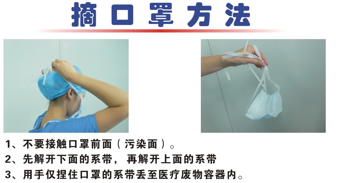 摘口罩方法
1、不要接触口罩前面（污染面）。
2、先解开下面的系带，再解开上面的系带
3、用手仅捏住口罩的系带丢至医疗废物容器内。